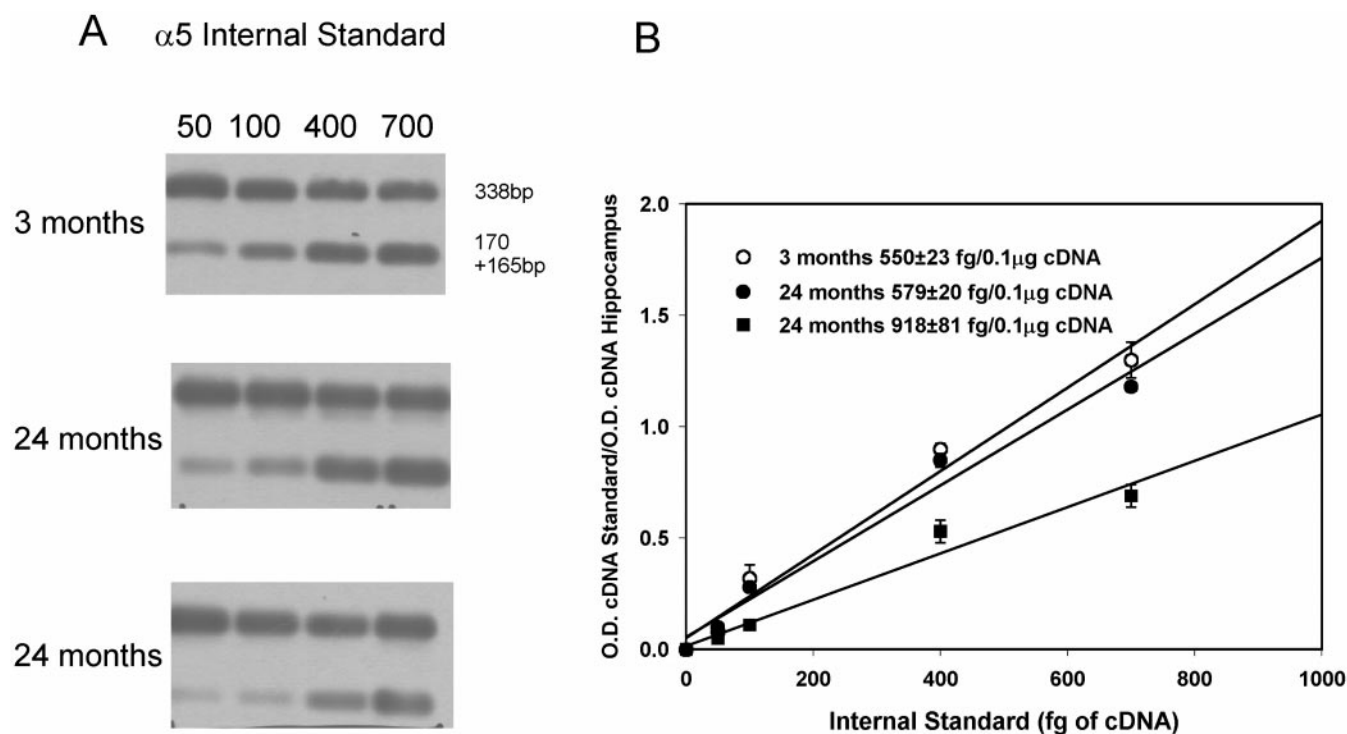 A
α5 Internal Standard
50 100 400 700
3 months
338bp
170
+165bp
24 months
24 months
B
O.D. cDNA Standard/O.D. cDNA Hippocampus
2.0
1.5
1.0
0.5
0.0
3 months 550±23 fg/0.1µg cDNA
24 months 579±20 fg/0.1µg cDNA
24 months 918±81 fg/0.1µg cDNA
0 200 400 600 800 1000
Internal Standard (fg of cDNA)